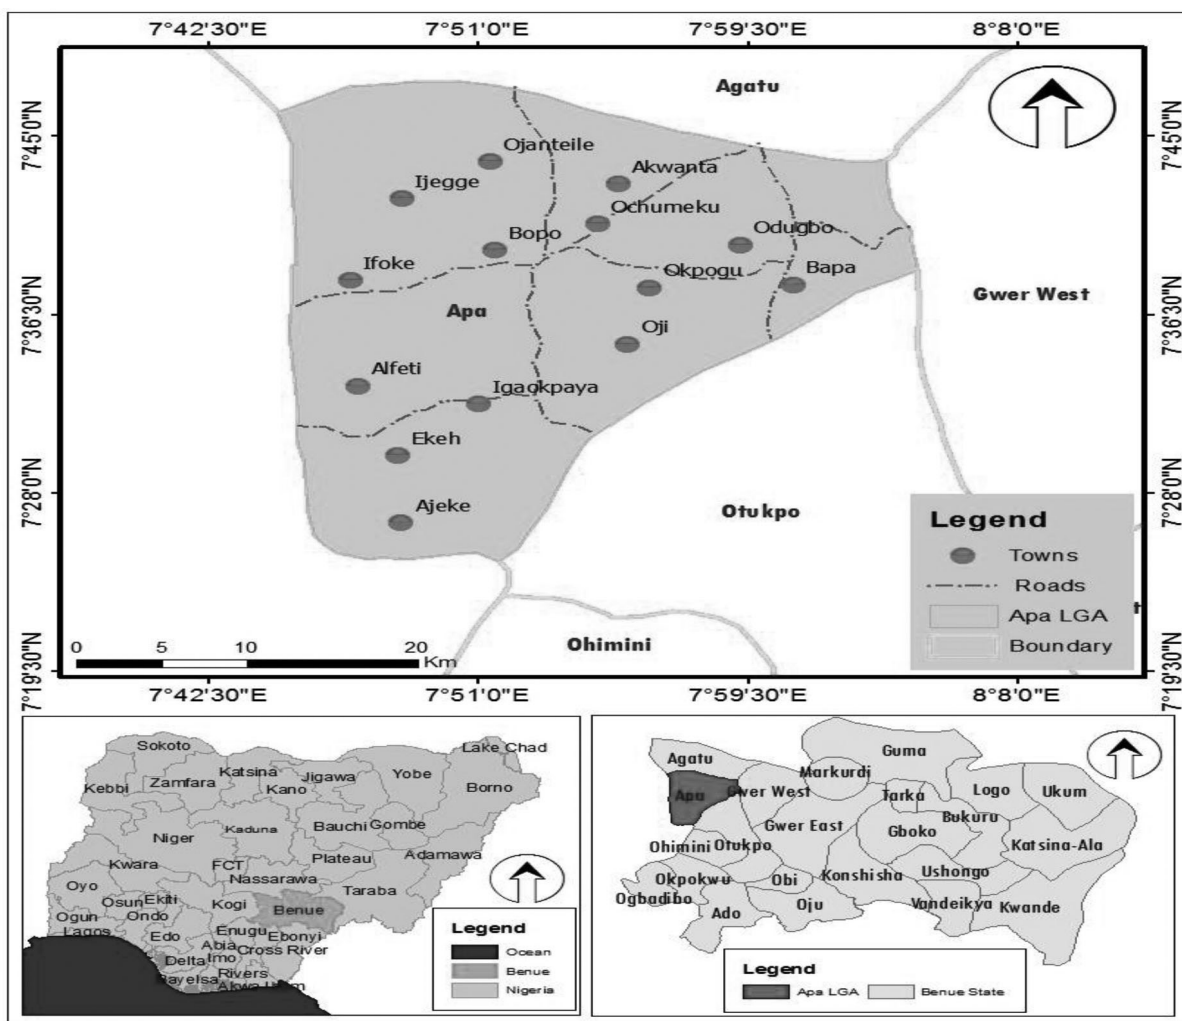 7°42'30"E 7°51'0"E 7°59'30"E 8°8'0"E
Agatu
7°45'0"N 7°45'0"N
Ojanteile
Akwanta
Ijegge
Ochumeku
Bopo
Odugbo
Ifoke
Okpogu
Bapa
Gwer West
Apa
7°36'30"N 7°36'30"N
Oji
Alfeti
Igaokpaya
Ekeh
7°28'0"N 7°28'0"N
Ajeke
Otukpo
Legend
Towns
Roads
Apa LGA
Boundary
Ohimini
0 5 10 20
Km
7°19'30"N 7°19'30"N
7°42'30"E 7°51'0"E 7°59'30"E 8°8'0"E
Sokoto
Lake Chad
Katsina
Yobe
Zamfara
Jigawa
Kebbi
Kano
Borno
Kaduna
Bauchi
Gombe
Niger
Plateau
Adamawa
Kwara
FCT
Nassarawa
Oyo
Taraba
Osun
Ekiti
Kogi
Benue
Ogun
Ondo
Lagos
Edo
Enugu
Ebonyi
Abia
Cross River
Delta
Imo
Rivers
Bayelsa
Legend
Ocean
Benue
Nigeria
Guma
Agatu
Markurdi
Apa
Gwer West
Tarka
Logo
Ukum
Bukuru
Gwer East
Gboko
Katsina-Ala
Ohimini
Otukpo
Okpokwu
Obi
Konshisha
Ushongo
Ogbadibo
Ado
Oju
Vandeikya
Kwande
Legend
Apa LGA
Benue State